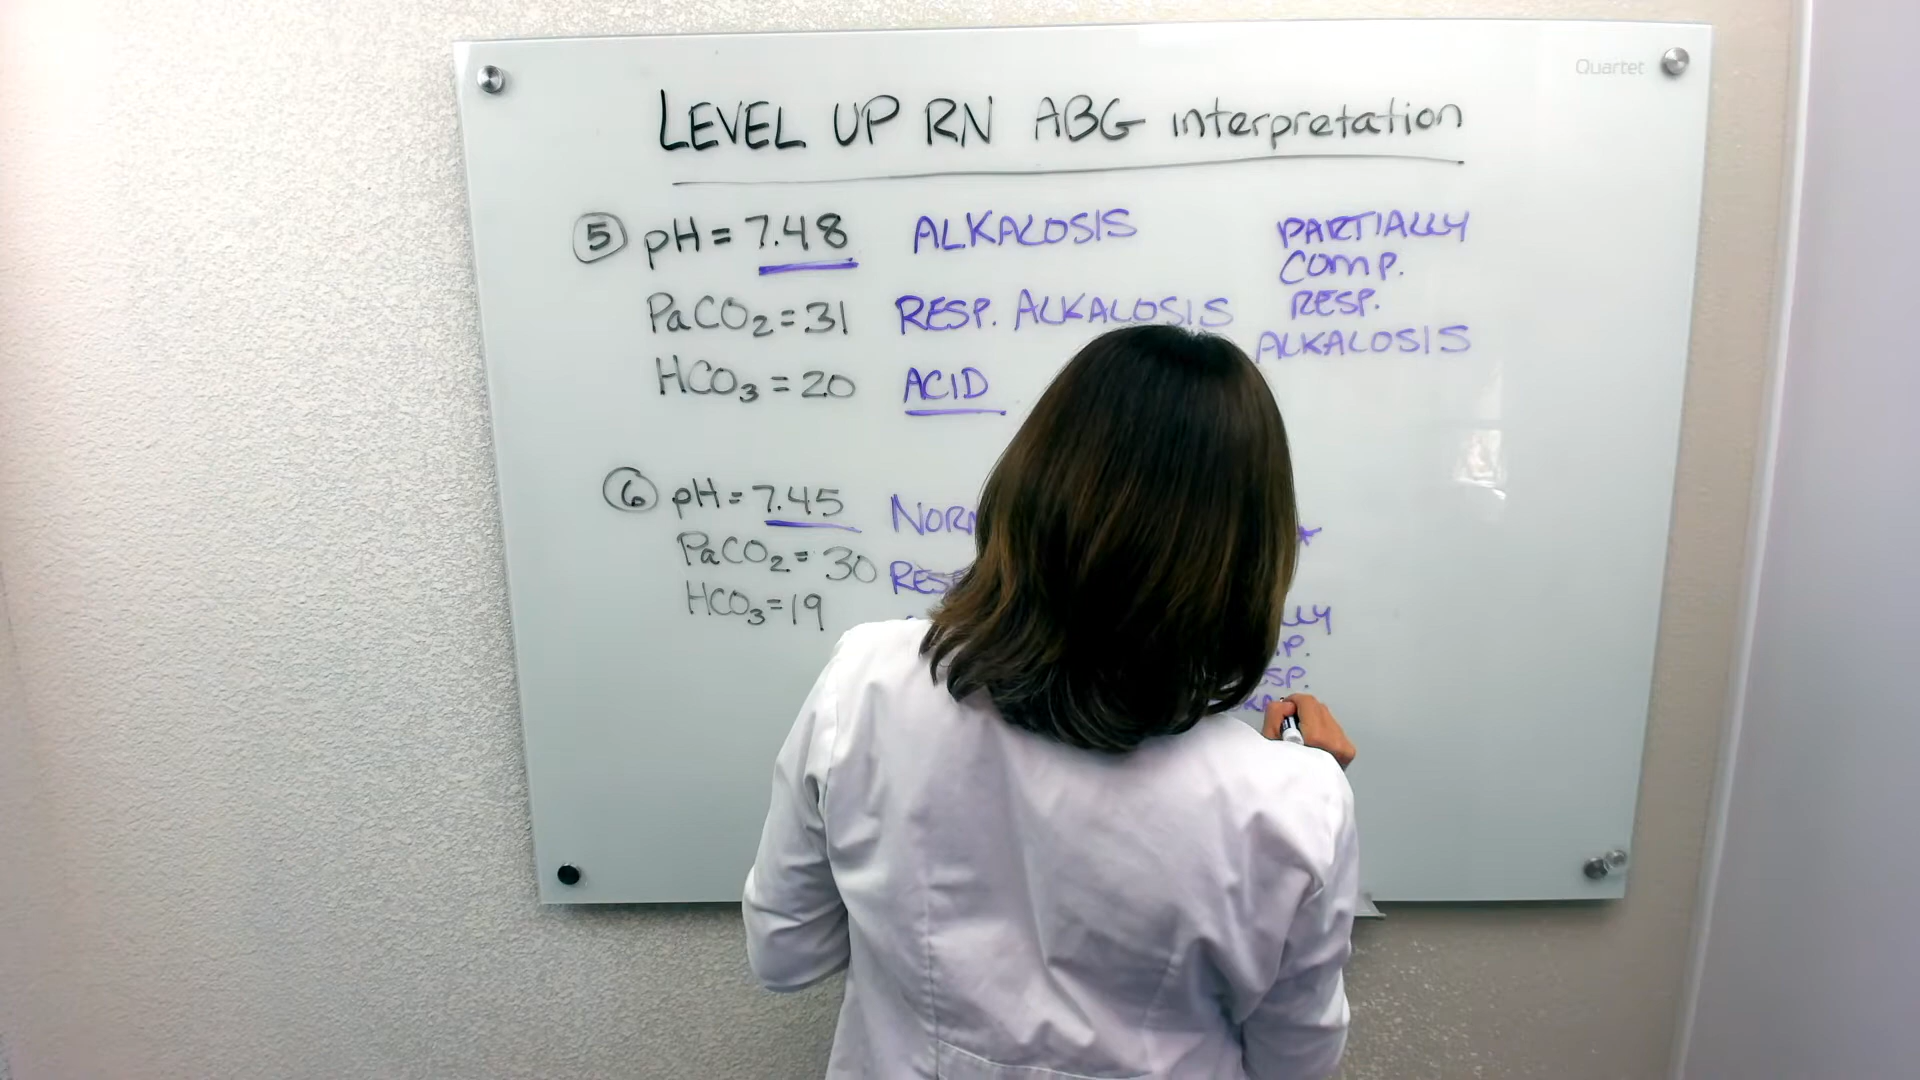 Quartet
LEVEL UP RN ABG interpretation
5 pH = 7.48 ALKALOSIS
PaCO2 = 31 RESP. ALKALOSIS
HCO3 = 20 ACID
PARTIALLY
COMP.
RESP.
ALKALOSIS
6 pH = 7.45
PaCO2 = 30
HCO3 = 19